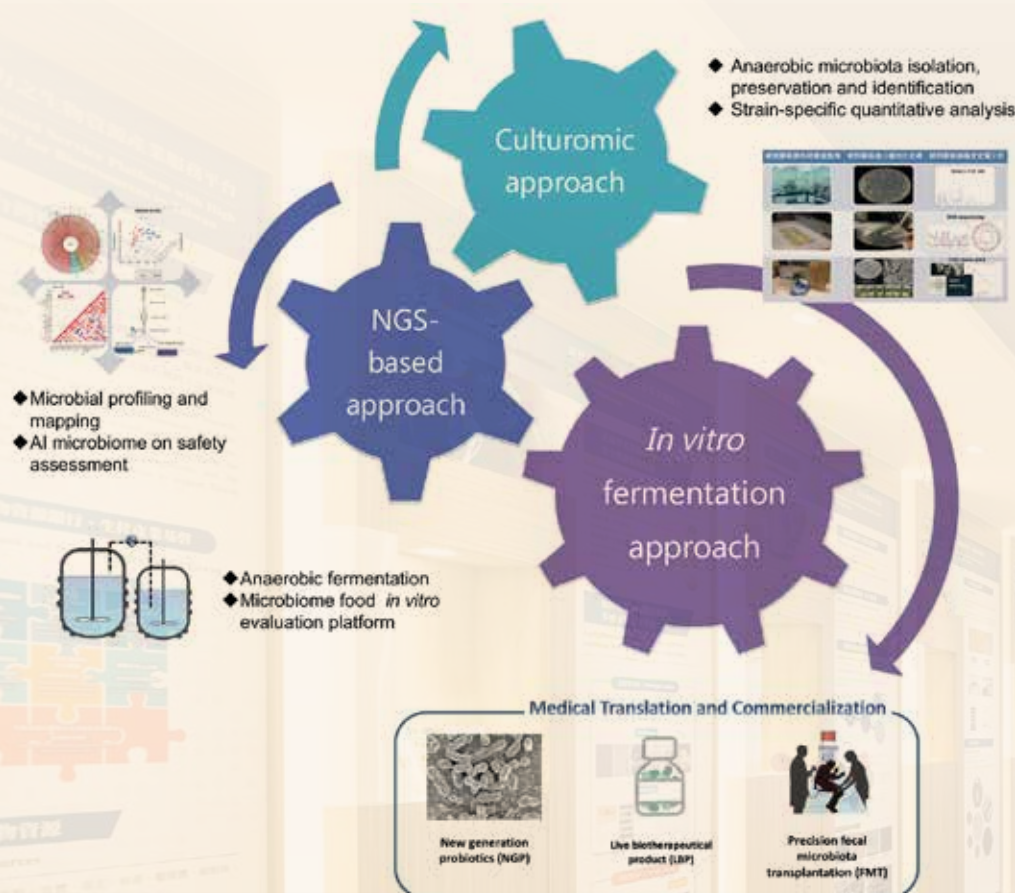 Culturomic
approach
◆ Anaerobic microbiota isolation,
preservation and identification
◆ Strain-specific quantitative analysis
NGS-
based
approach
◆Microbial profiling and
mapping
◆AI microbiome on safety
assessment
In vitro
fermentation
approach
◆Anaerobic fermentation
◆Microbiome food in vitro
evaluation platform
Medical Translation and Commercialization
New generation
probiotics (NGP)
Live biotherapeutical
product (LBP)
Precision fecal
microbiota
transplantation (FMT)